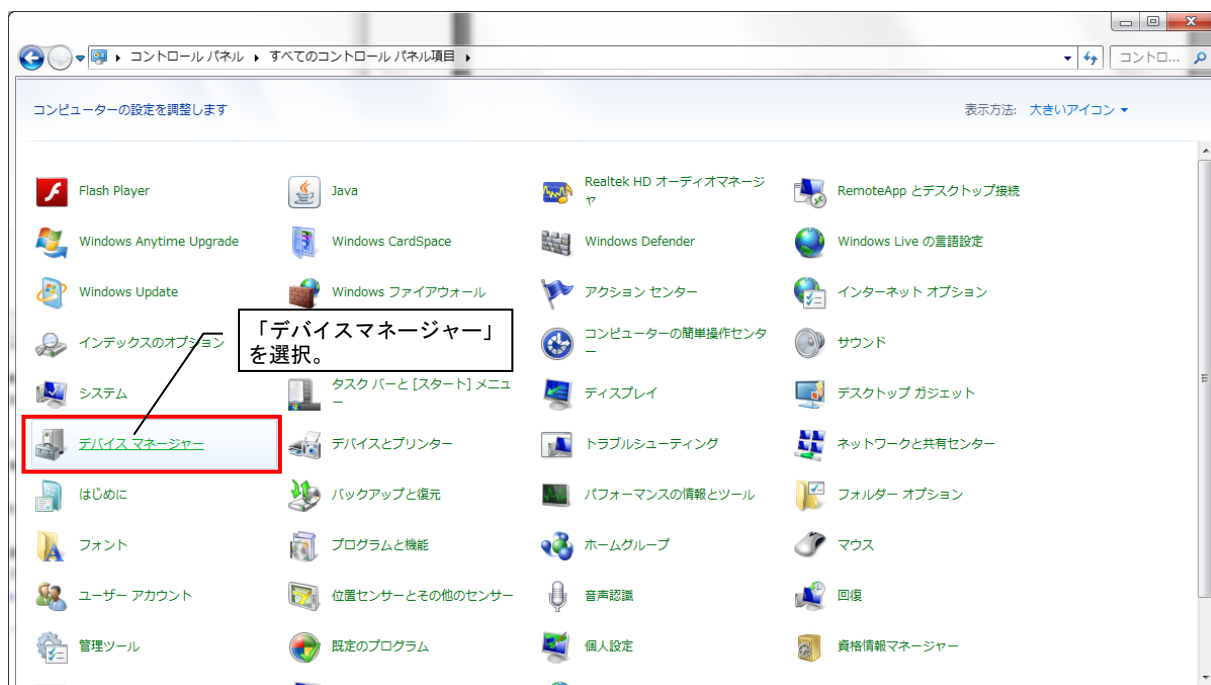 コントロール パネル ▸ すべてのコントロール パネル項目 ▸
コントロ...
コンピューターの設定を調整します
表示方法: 大きいアイコン
Flash Player
Java
Realtek HD オーディオマネージ
ャ
RemoteApp とデスクトップ接続
Windows Anytime Upgrade
Windows CardSpace
Windows Defender
Windows Live の言語設定
Windows Update
Windows ファイアウォール
アクション センター
インターネット オプション
インデックスのオプション
「デバイスマネージャー」
を選択。
コンピューターの簡単操作センタ
ー
サウンド
システム
タスク バーと [スタート] メニュ
ー
ディスプレイ
デスクトップ ガジェット
デバイス マネージャー
デバイスとプリンター
トラブルシューティング
ネットワークと共有センター
はじめに
バックアップと復元
パフォーマンスの情報とツール
フォルダー オプション
フォント
プログラムと機能
ホームグループ
マウス
ユーザー アカウント
位置センサーとその他のセンサー
音声認識
回復
管理ツール
既定のプログラム
個人設定
資格情報マネージャー